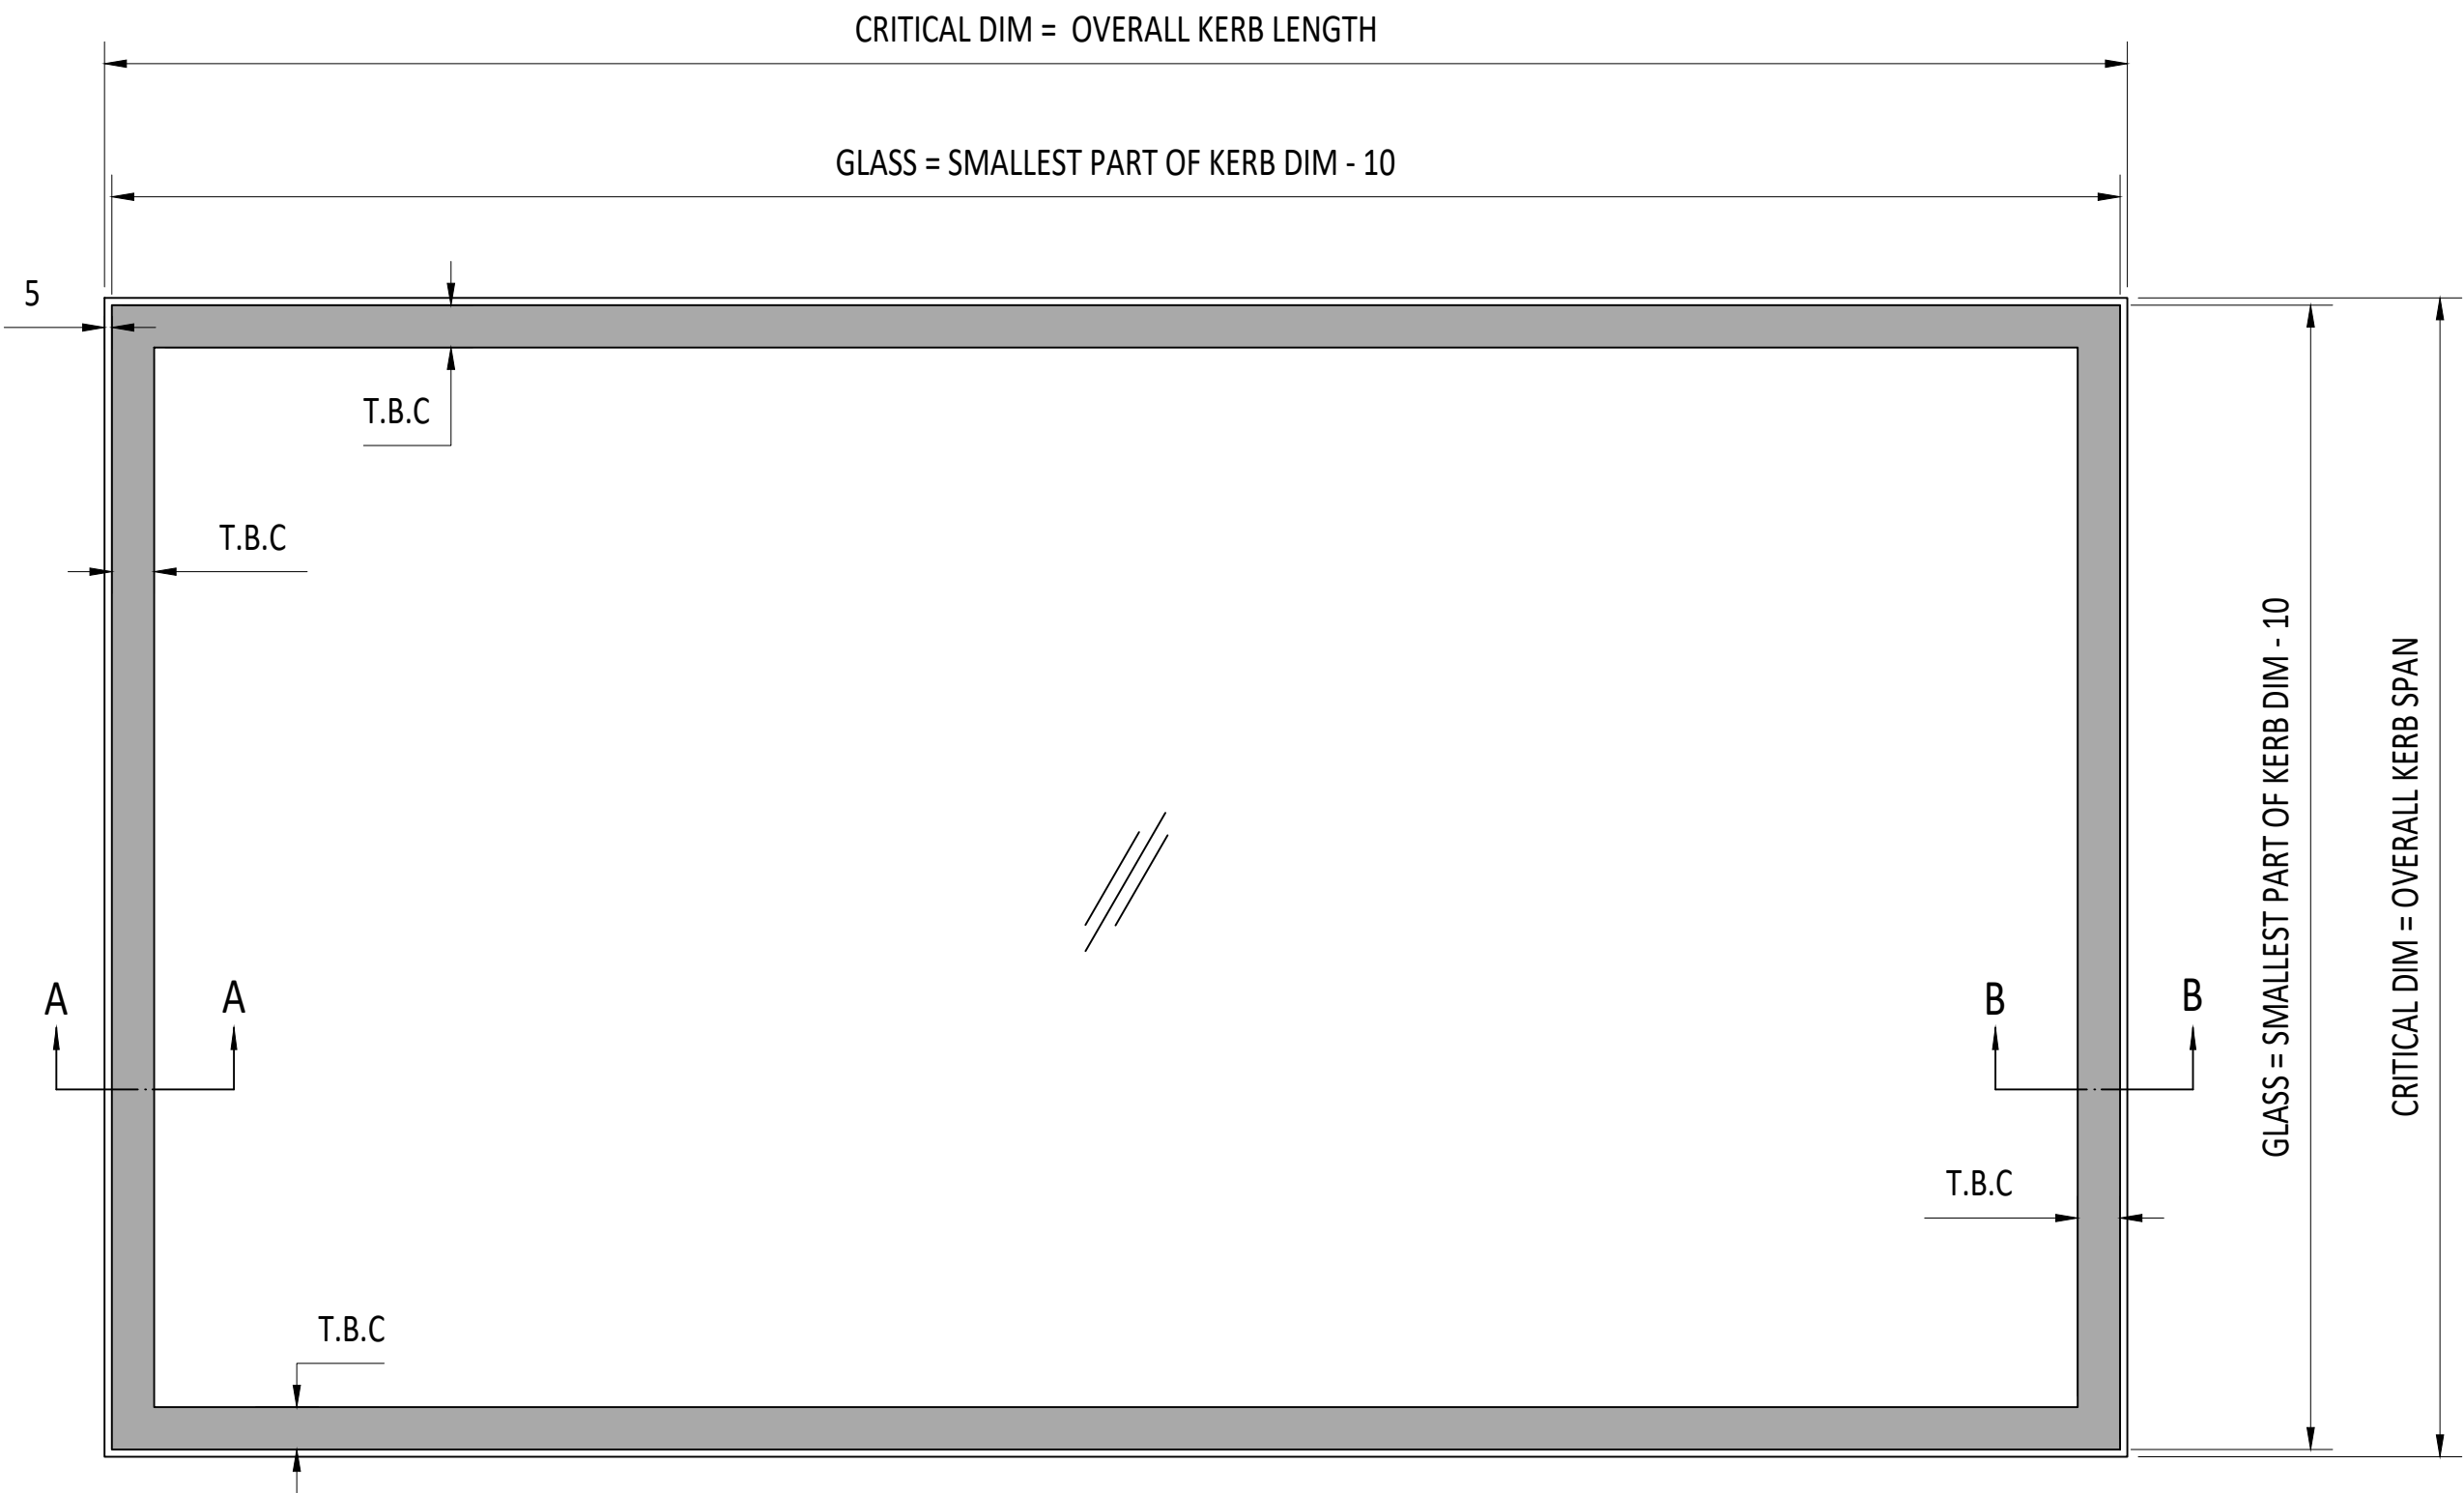 CRITICAL DIM = OVERALL KERB LENGTH
GLASS = SMALLEST PART OF KERB DIM - 10
5
T.B.C
T.B.C
GLASS = SMALLEST PART OF KERB DIM - 10
CRITICAL DIM = OVERALL KERB SPAN
A
A
B
B
T.B.C
T.B.C